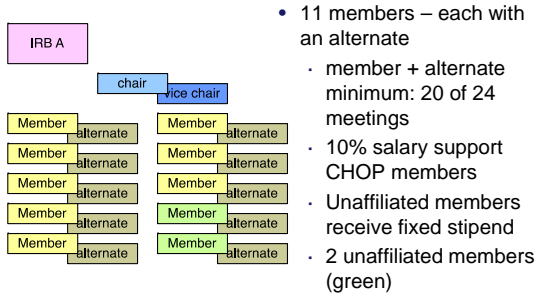 IRB A
chair
vice chair
Member
alternate
Member
alternate
Member
alternate
Member
alternate
Member
alternate
Member
alternate
Member
alternate
Member
alternate
Member
alternate
Member
alternate
• 11 members – each with
an alternate
· member + alternate
minimum: 20 of 24
meetings
· 10% salary support
CHOP members
· Unaffiliated members
receive fixed stipend
· 2 unaffiliated members
(green)